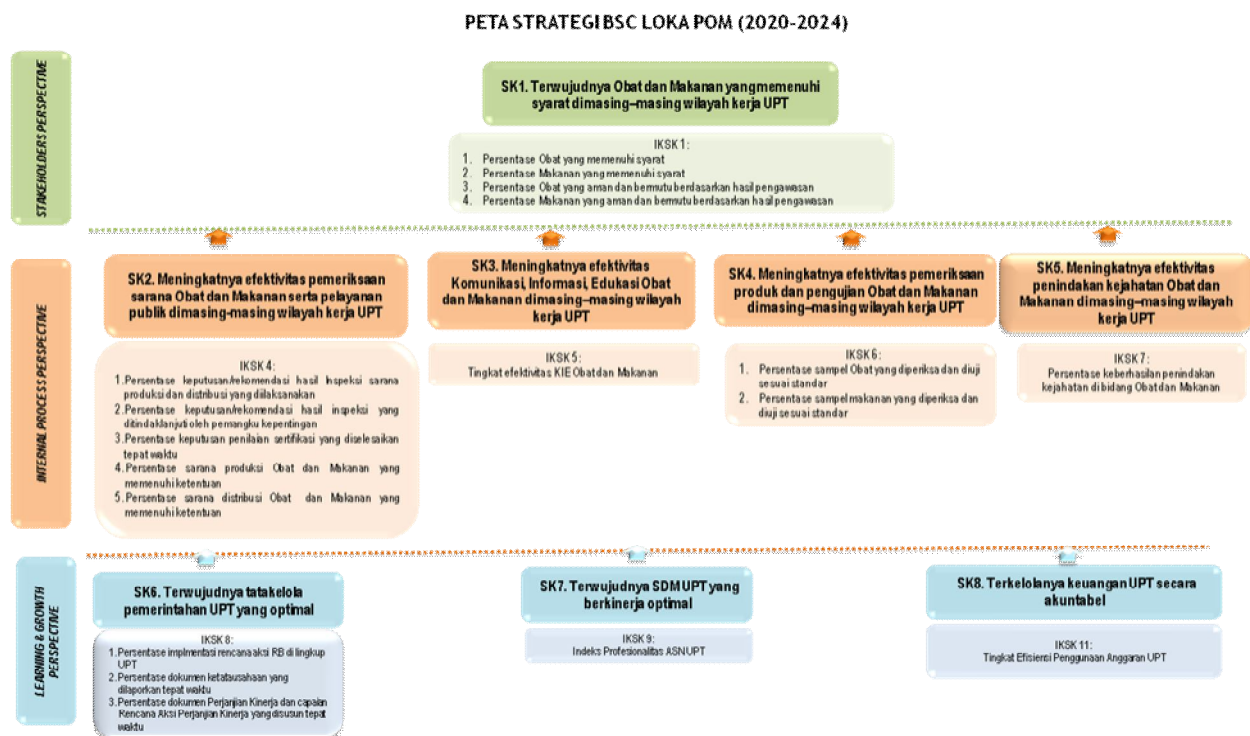 PETA STRATEGI BSC LOKA POM (2020-2024)
STAKEHOLDERS PERSPECTIVE
SK1. Terwujudnya Obat dan Makanan yang memenuhi
syarat dimasing–masing wilayah kerja UPT
IKSK 1:
1. Persentase Obat yang memenuhi syarat
2. Persentase Makanan yang memenuhi syarat
3. Persentase Obat yang aman dan bermutu berdasarkan hasil pengawasan
4. Persentase Makanan yang aman dan bermutu berdasarkan hasil pengawasan
INTERNAL PROCESS PERSPECTIVE
SK2. Meningkatnya efektivitas pemeriksaan
sarana Obat dan Makanan serta pelayanan
publik dimasing-masing wilayah kerja UPT
IKSK 4:
1. Persentase keputusan/rekomendasi hasil Inspeksi sarana
produksi dan distribusi yang dilaksanakan
2. Persentase keputusan/rekomendasi hasil inspeksi yang
ditindaklanjuti oleh pemangku kepentingan
3. Persentase keputusan penilaian sertifikasi yang diselesaikan
tepat waktu
4. Persentase sarana produksi Obat dan Makanan yang
memenuhi ketentuan
5. Persentase sarana distribusi Obat dan Makanan yang
memenuhi ketentuan
SK3. Meningkatnya efektivitas
Komunikasi, Informasi, Edukasi Obat
dan Makanan dimasing–masing wilayah
kerja UPT
IKSK 5:
Tingkat efektivitas KIE Obat dan Makanan
SK4. Meningkatnya efektivitas pemeriksaan
produk dan pengujian Obat dan Makanan
dimasing–masing wilayah kerja UPT
IKSK 6:
1. Persentase sampel Obat yang diperiksa dan diuji
sesuai standar
2. Persentase sampel makanan yang diperiksa dan
diuji sesuai standar
SK5. Meningkatnya efektivitas
penindakan kejahatan Obat dan
Makanan dimasing–masing wilayah
kerja UPT
IKSK 7:
Persentase keberhasilan penindakan
kejahatan di bidang Obat dan Makanan
LEARNING & GROWTH
PERSPECTIVE
SK6. Terwujudnya tatakelola
pemerintahan UPT yang optimal
IKSK 8:
1. Persentase implmentasi rencana aksi RB di lingkup
UPT
2. Persentase dokumen ketatausahaan yang
dilaporkan tepat waktu
3. Persentase dokumen Perjanjian Kinerja dan capaian
Rencana Aksi Perjanjian Kinerja yang disusun tepat
waktu
SK7. Terwujudnya SDM UPT yang
berkinerja optimal
IKSK 9:
Indeks Profesionalitas ASN UPT
SK8. Terkelolanya keuangan UPT secara
akuntabel
IKSK 11:
Tingkat Efisiensi Penggunaan Anggaran UPT